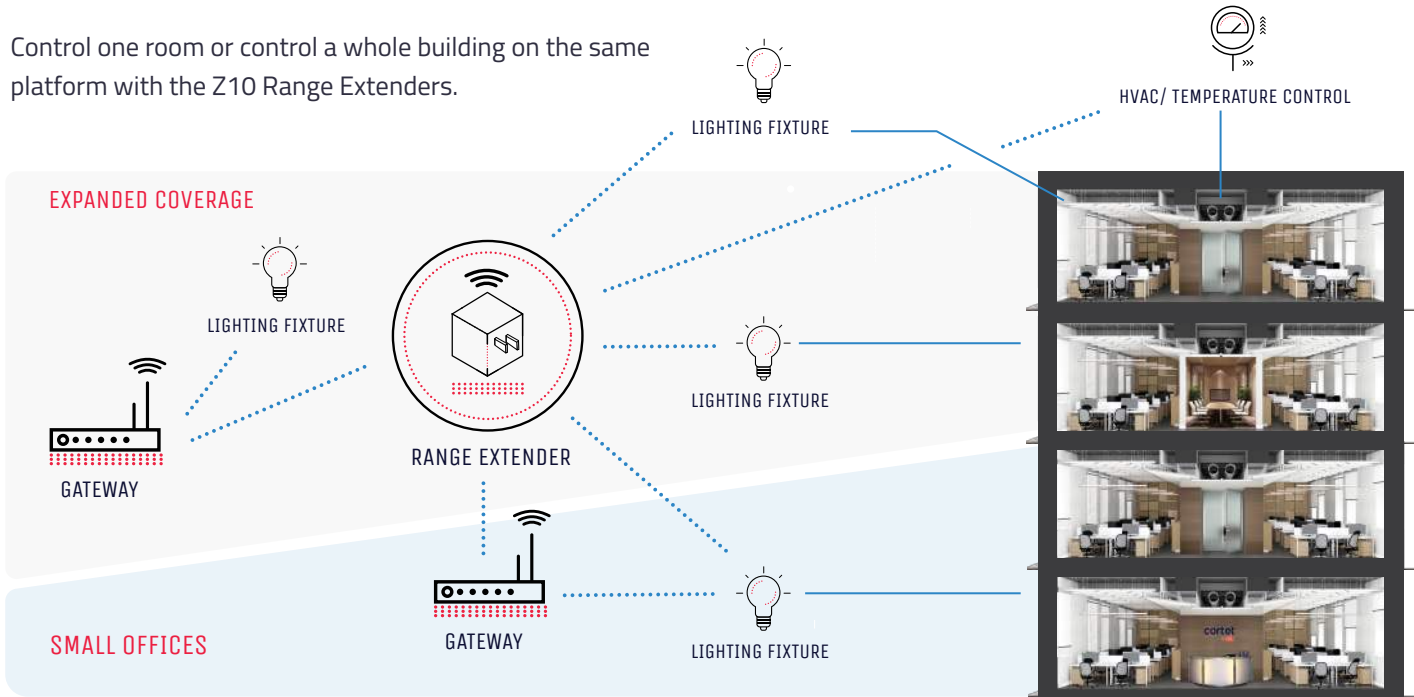 Control one room or control a whole building on the same
platform with the Z10 Range Extenders.
HVAC/ TEMPERATURE CONTROL
LIGHTING FIXTURE
EXPANDED COVERAGE
LIGHTING FIXTURE
LIGHTING FIXTURE
RANGE EXTENDER
GATEWAY
cortet
SMALL OFFICES
GATEWAY
LIGHTING FIXTURE